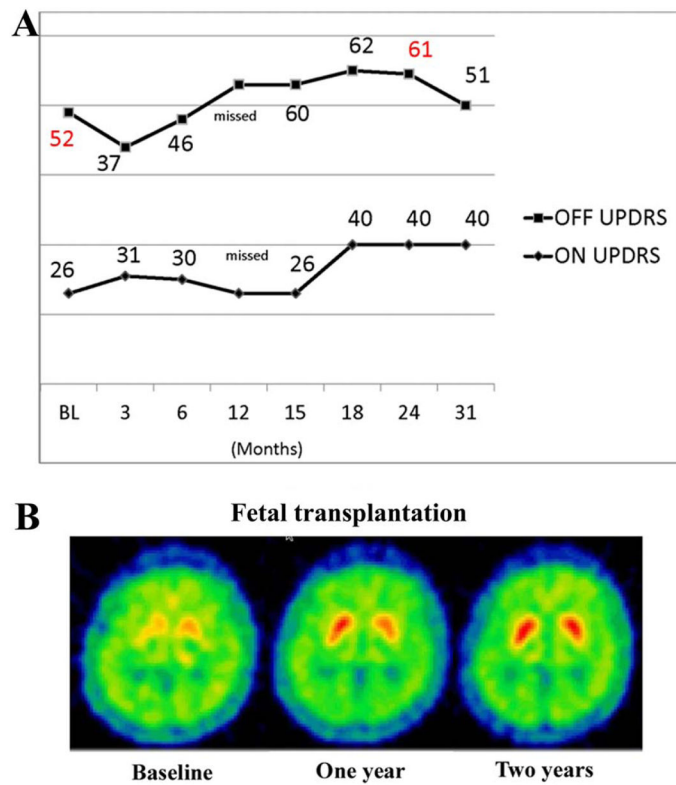 A
62
61
51
52
37
46
missed
60
OFF UPDRS
ON UPDRS
26
31
30
missed
26
40
40
40
BL 3 6 12 15 18 24 31
(Months)
B
Fetal transplantation
Baseline One year Two years